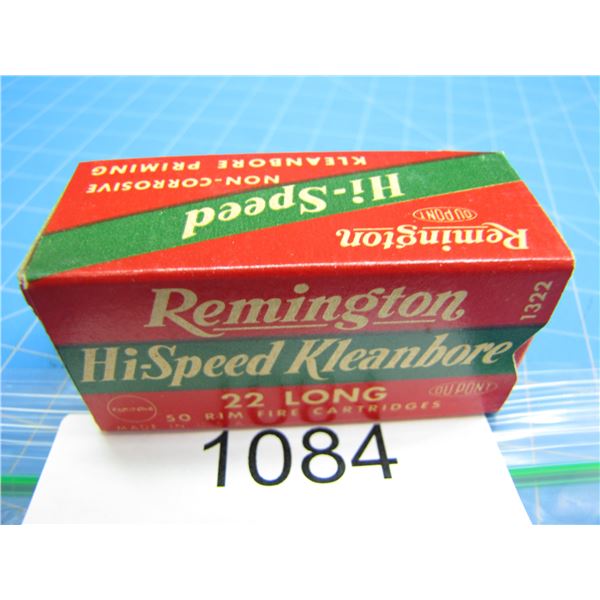 NON-CORROSIVE
KLEANBORE PRIMING
Hi-Speed
Remington
DU PONT
Remington
1322
Hi-Speed Kleanbore
22 LONG
DU PONT
50 RIM FIRE CARTRIDGES
MADE IN
1084